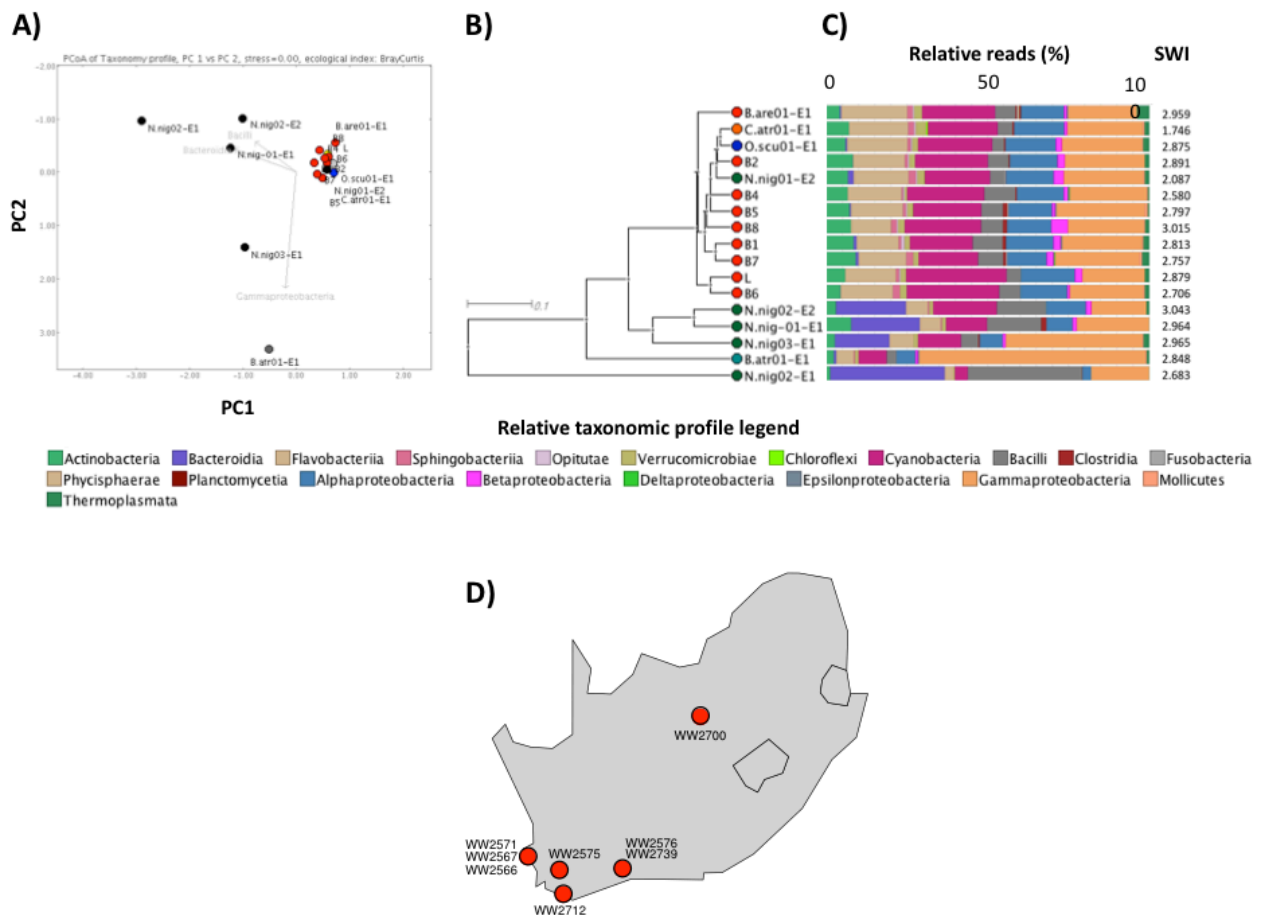 A)
B)
C)
PCoA of Taxonomy profile, PC 1 vs PC 2, stress=0.00, ecological index: BrayCurtis
Relative reads (%)
SWI
0
50
10
0
−2.00
−1.00
0.00
1.00
2.00
3.00
−4.00
−3.00
−2.00
−1.00
0.00
1.00
2.00
PC2
PC1
N.nig02-E1
N.nig02-E2
Bacilli
Bacteroidia
N.nig-01-E1
B.are01-E1
B8
B4
L
B6
B2
B7
O.scu01-E1
N.nig01-E2
B5
C.atr01-E1
N.nig03-E1
Gammaproteobacteria
B.atr01-E1
0.1
B.are01-E1 2.959
C.atr01-E1 1.746
O.scu01-E1 2.875
B2 2.891
N.nig01-E2 2.087
B4 2.580
B5 2.797
B8 3.015
B1 2.813
B7 2.757
L 2.879
B6 2.706
N.nig02-E2 3.043
N.nig-01-E1 2.964
N.nig03-E1 2.965
B.atr01-E1 2.848
N.nig02-E1 2.683
Relative taxonomic profile legend
Actinobacteria Bacteroidia Flavobacteriia Sphingobacteriia Opitutae Verrucomicrobiae Chloroflexi Cyanobacteria Bacilli Clostridia Fusobacteria
Phycisphaerae Planctomycetia Alphaproteobacteria Betaproteobacteria Deltaproteobacteria Epsilonproteobacteria Gammaproteobacteria Mollicutes
Thermoplasmata
D)
WW2700
WW2571
WW2567
WW2566
WW2575
WW2576
WW2739
WW2712